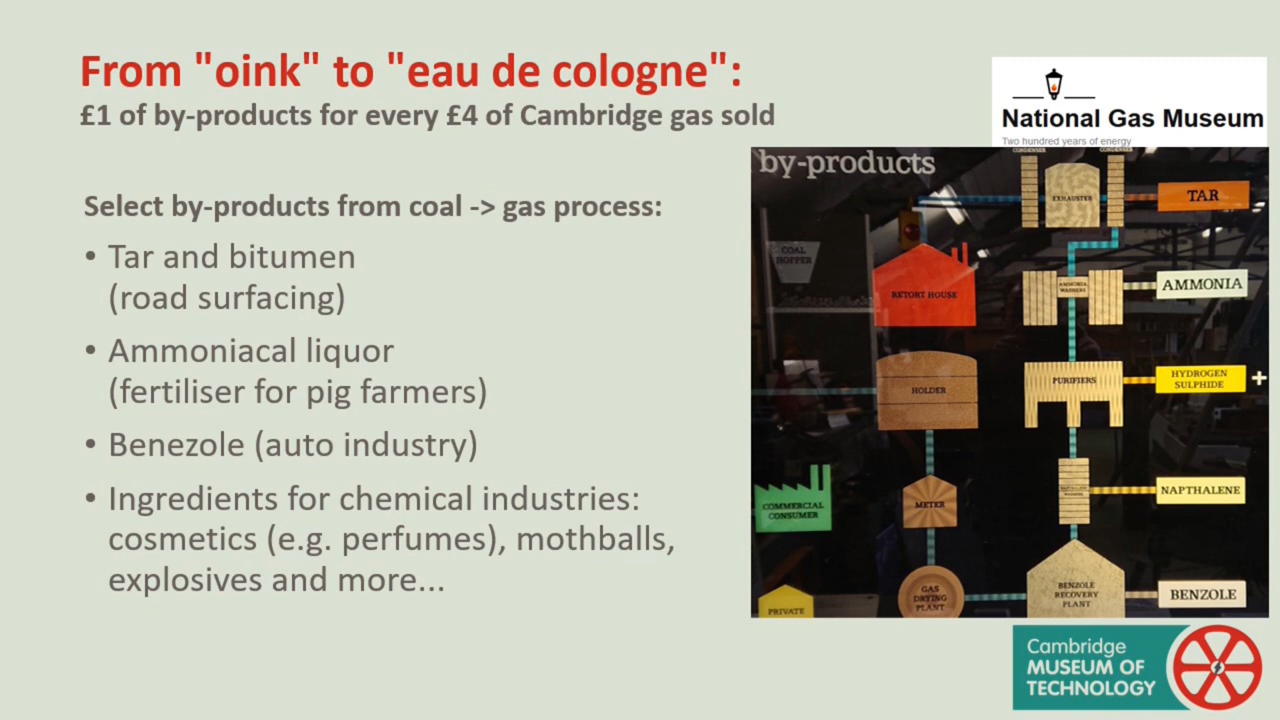 From "oink" to "eau de cologne":
£1 of by-products for every £4 of Cambridge gas sold
National Gas Museum
Two hundred years of energy
Select by-products from coal -> gas process:
• Tar and bitumen
(road surfacing)
• Ammoniacal liquor
(fertiliser for pig farmers)
• Benezole (auto industry)
• Ingredients for chemical industries:
cosmetics (e.g. perfumes), mothballs,
explosives and more...
by-products
CONDENSER
CONDENSER
EXHAUSTER
TAR
COAL
HOPPER
RETORT HOUSE
AMMONIA
WASHERS
AMMONIA
HOLDER
PURIFIERS
HYDROGEN
SULPHIDE
+
COMMERCIAL
CONSUMER
METER
NAPTHALENE
WASHERS
NAPTHALENE
PRIVATE
GAS
DRYING
PLANT
BENZOLE
RECOVERY
PLANT
BENZOLE
Cambridge
MUSEUM OF
TECHNOLOGY